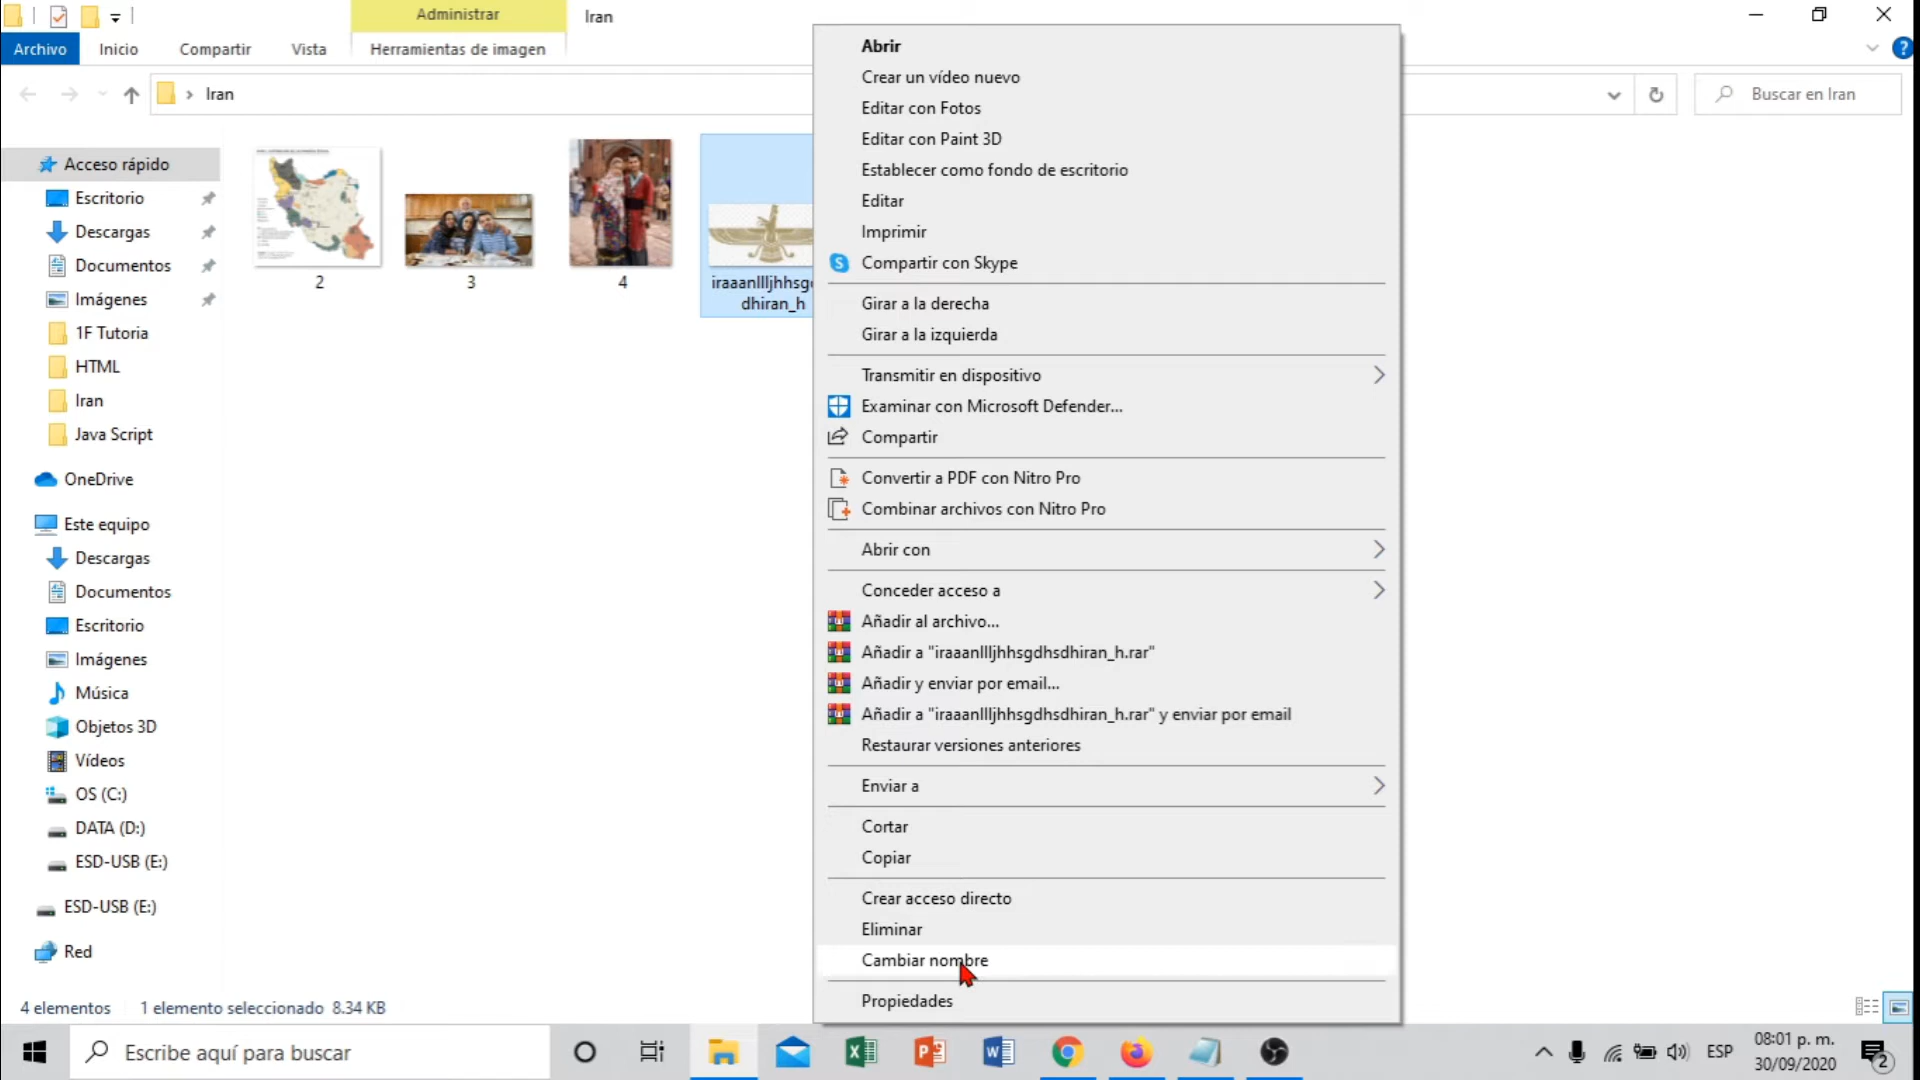 Administrar
Iran
Archivo
Inicio
Compartir
Vista
Herramientas de imagen
Iran
Buscar en Iran
Acceso rápido
Escritorio
Descargas
Documentos
Imágenes
1F Tutoria
HTML
Iran
Java Script
OneDrive
Este equipo
Descargas
Documentos
Escritorio
Imágenes
Música
Objetos 3D
Vídeos
OS (C:)
DATA (D:)
ESD-USB (E:)
ESD-USB (E:)
Red
2
3
4
iraaanllljhhsgd
dhiran_h
Abrir
Crear un vídeo nuevo
Editar con Fotos
Editar con Paint 3D
Establecer como fondo de escritorio
Editar
Imprimir
Compartir con Skype
Girar a la derecha
Girar a la izquierda
Transmitir en dispositivo
Examinar con Microsoft Defender...
Compartir
Convertir a PDF con Nitro Pro
Combinar archivos con Nitro Pro
Abrir con
Conceder acceso a
Añadir al archivo...
Añadir a "iraaanllljhhsgdhsdhiran_h.rar"
Añadir y enviar por email...
Añadir a "iraaanllljhhsgdhsdhiran_h.rar" y enviar por email
Restaurar versiones anteriores
Enviar a
Cortar
Copiar
Crear acceso directo
Eliminar
Cambiar nombre
Propiedades
4 elementos
1 elemento seleccionado 8.34 KB
Escribe aquí para buscar
ESP
08:01 p. m.
30/09/2020
2